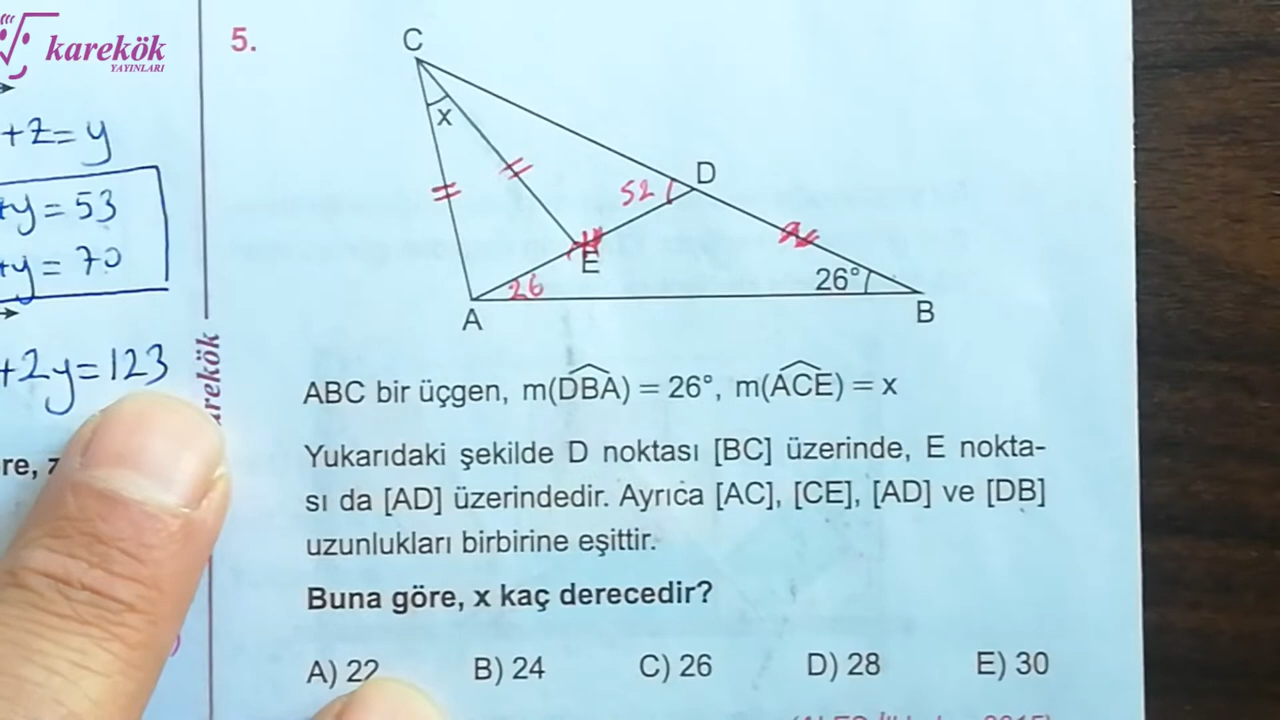 karekök
YAYINLARI
+z=y
+y=53
+y=70
+2y=123
re, z
arekök
5.
C
x
D
52
E
26
26°
A
B
ABC bir üçgen, m(DBA) = 26°, m(ACE) = x
Yukarıdaki şekilde D noktası [BC] üzerinde, E nokta-
sı da [AD] üzerindedir. Ayrıca [AC], [CE], [AD] ve [DB]
uzunlukları birbirine eşittir.
Buna göre, x kaç derecedir?
A) 22 B) 24 C) 26 D) 28 E) 30